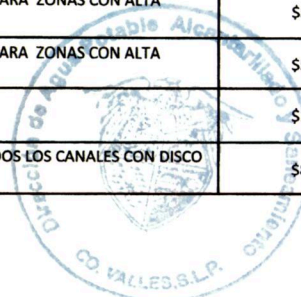 ARA ZONAS CON ALTA
$
ARA ZONAS CON ALTA
$
$
OS LOS CANALES CON DISCO
$
Dirección de Agua Potable Alcantarillado y Saneamiento
CD. VALLES, S.L.P.